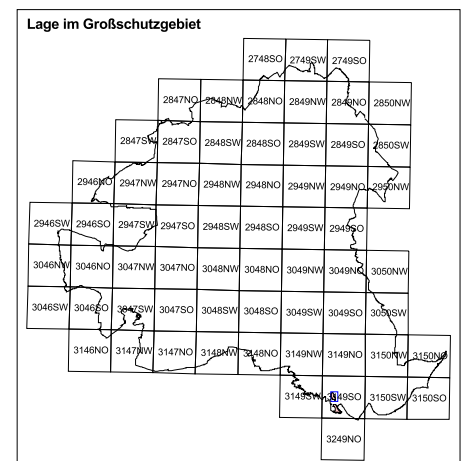 Lage im Großschutzgebiet
2748SO 2749SW 2749SO
2847NO 2848NW 2848NO 2849NW 2849NO 2850NW
2847SW 2847SO 2848SW 2848SO 2849SW 2849SO 2850SW
2946NO 2947NW 2947NO 2948NW 2948NO 2949NW 2949NO 2950NW
2946SW 2946SO 2947SW 2947SO 2948SW 2948SO 2949SW 2949SO
3046NW 3046NO 3047NW 3047NO 3048NW 3048NO 3049NW 3049NO 3050NW
3046SW 3046SO 3047SW 3047SO 3048SW 3048SO 3049SW 3049SO 3050SW
3146NO 3147NW 3147NO 3148NW 3148NO 3149NW 3149NO 3150NW 3150NO
3149SW 3149SO 3150SW 3150SO
3249NO